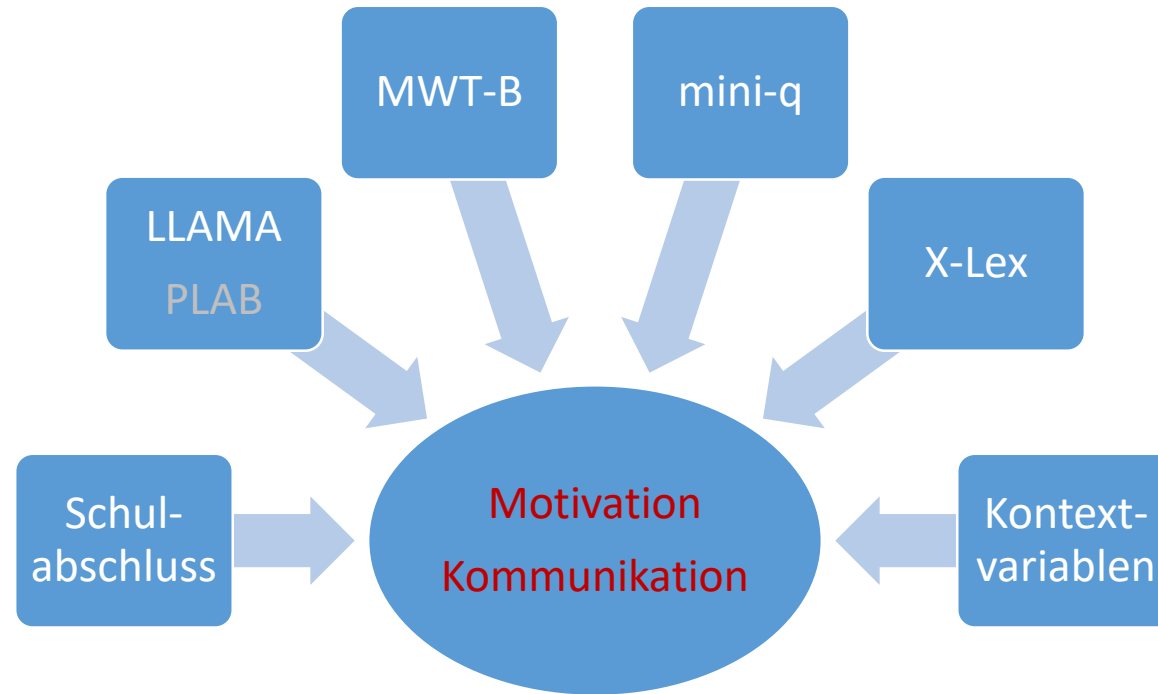 MWT-B
mini-q
LLAMA
PLAB
X-Lex
Schul-
abschluss
Motivation
Kommunikation
Kontext-
variablen